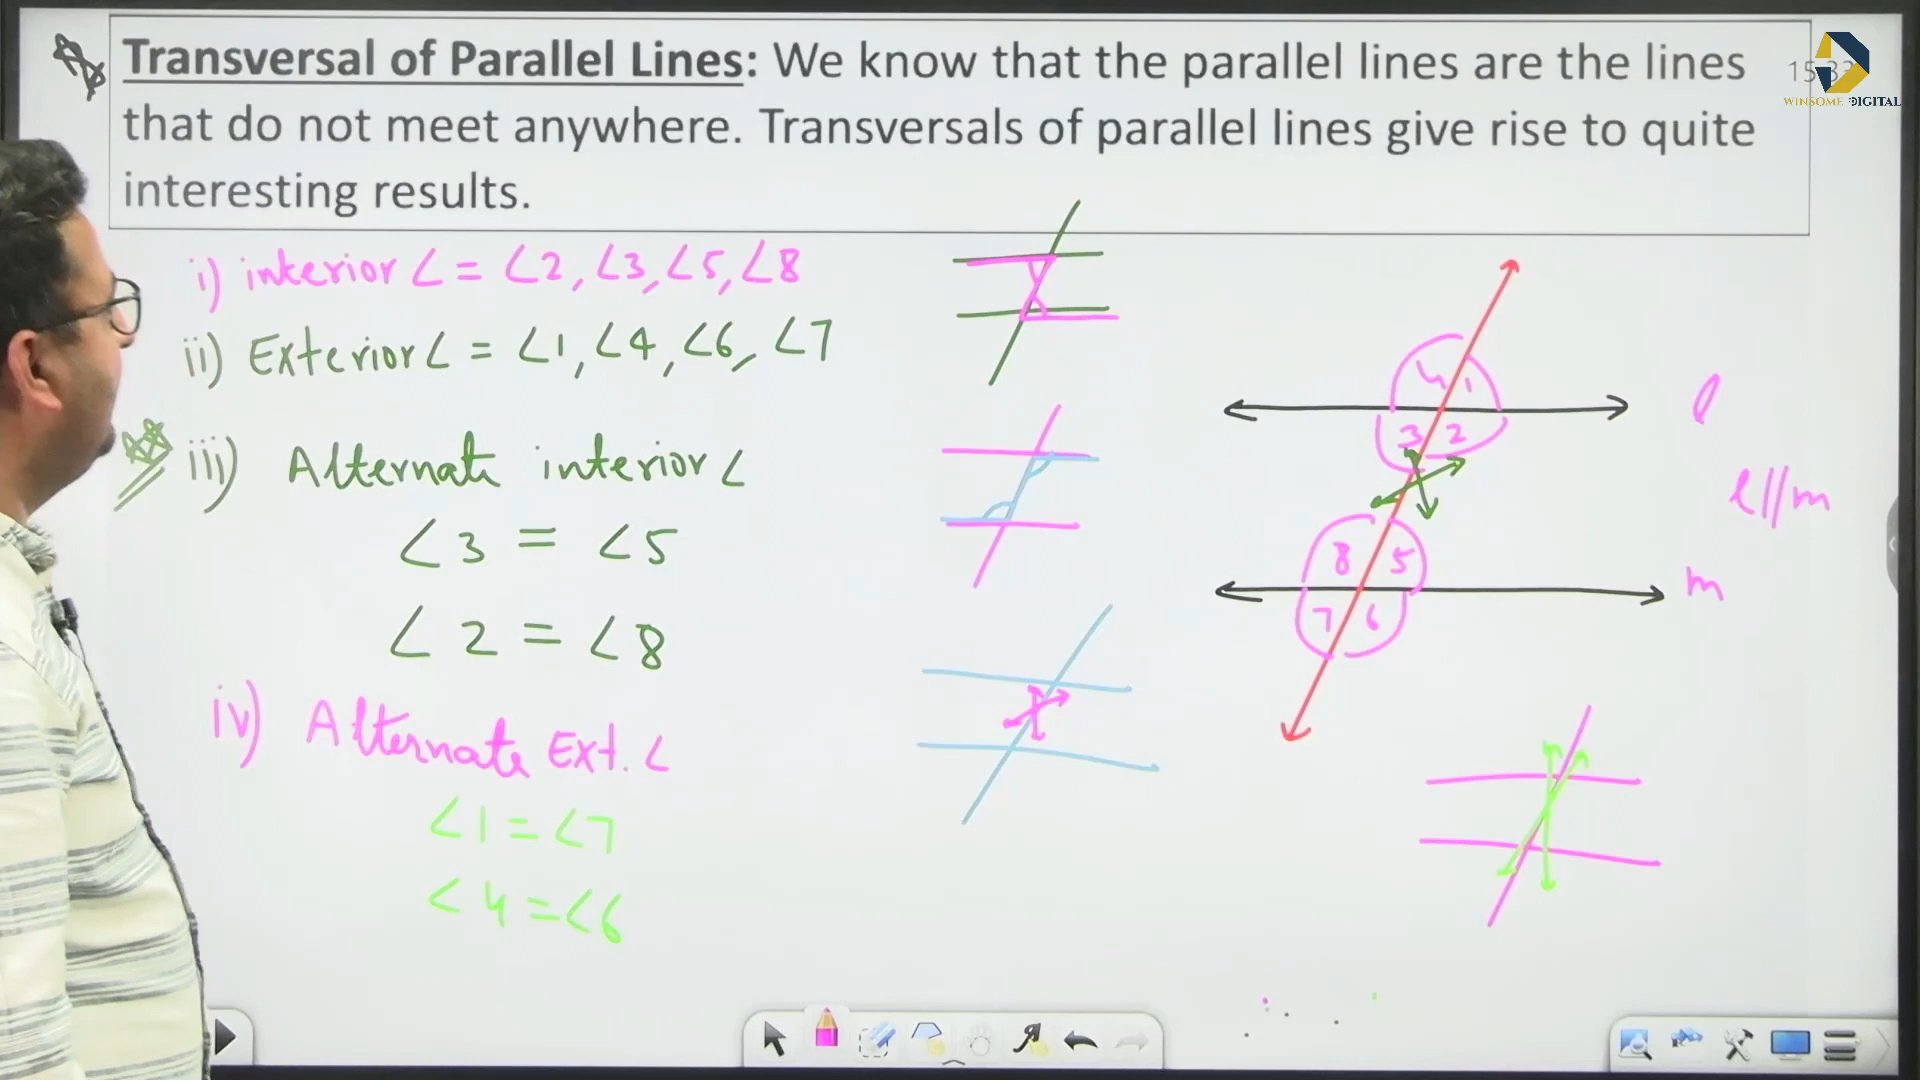 Transversal of Parallel Lines: We know that the parallel lines are the lines
that do not meet anywhere. Transversals of parallel lines give rise to quite
interesting results.
WINSOME DIGITAL
i) interior ∠ = ∠2, ∠3, ∠5, ∠8
ii) Exterior ∠ = ∠1, ∠4, ∠6, ∠7
iii) Alternate interior ∠
∠3 = ∠5
∠2 = ∠8
iv) Alternate Ext. ∠
∠1 = ∠7
∠4 = ∠6
4 1
l
3 2
l//m
8 5
m
7 6